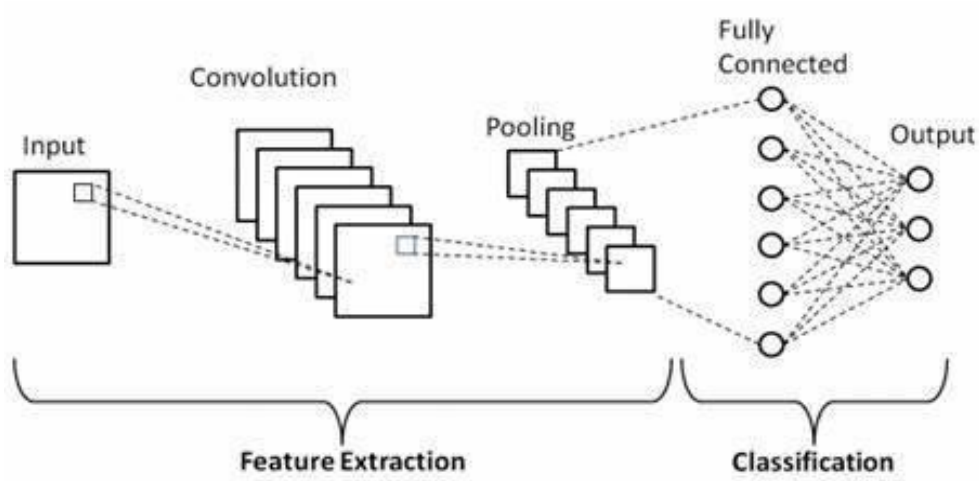 Input
Convolution
Pooling
Fully
Connected
Output
Feature Extraction
Classification